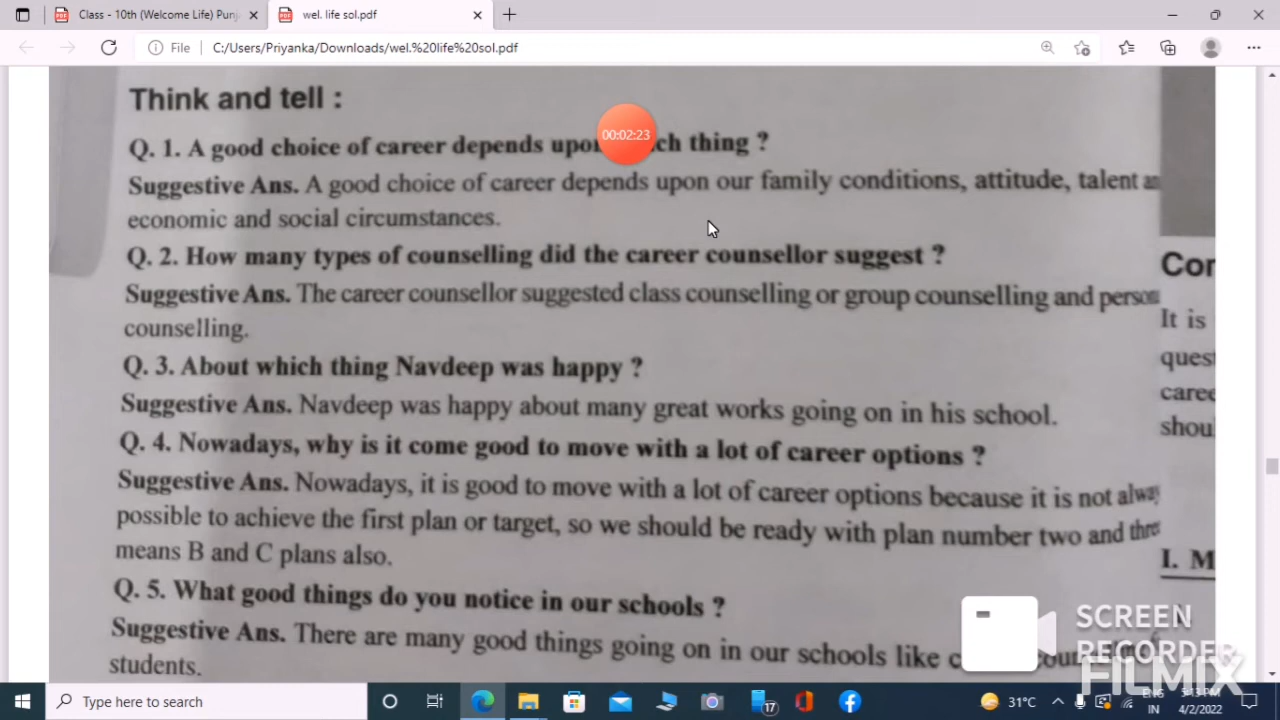 Class - 10th (Welcome Life) Punj
wel. life sol.pdf
File
C:/Users/Priyanka/Downloads/wel.%20life%20sol.pdf
00:02:23
Think and tell :
Q. 1. A good choice of career depends thing ?
Suggestive Ans. A good choice of career depends upon our family conditions, attitude, talent
economic and social circumstances.
Q. 2. How many types of counselling did the career counsellor suggest ?
Suggestive Ans. The career counsellor suggested class counselling or group counselling and
counselling.
Q. 3. About which thing Navdeep was happy ?
Suggestive Ans. Navdeep was happy about many great works going on in his school.
Q. 4. Nowadays, why is it come good to move with a lot of career options ?
Suggestive Ans. Nowadays, it is good to move with a lot of career options because it is not
possible to achieve the first plan or target, so we should be ready with plan number two and
means B and C plans also.
Q. 5. What good things do you notice in our schools ?
Suggestive Ans. There are many good things going on in our schools like
students.
It is
I. M
SCREEN
RECORDER
FILMIX
Type here to search
17
31°C
ENG
IN
5:13 PM
4/2/2022